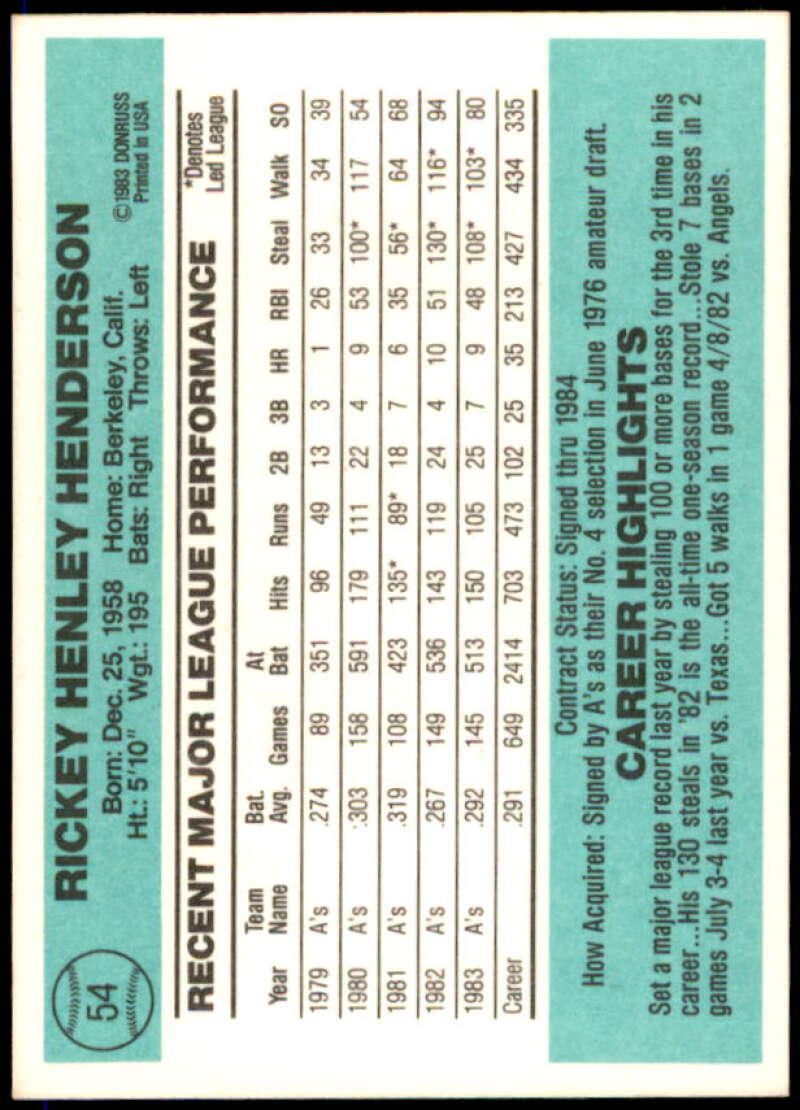 54
RICKEY HENLEY HENDERSON
Born: Dec. 25, 1958 Home: Berkeley, Calif.
Ht.: 5'10" Wgt.: 195 Bats: Right Throws: Left
©1983 DONRUSS
Printed in USA
RECENT MAJOR LEAGUE PERFORMANCE
*Denotes
Led League
Team Bat. At
Year Name Avg. Games Bat Hits Runs 2B 3B HR RBI Steal Walk SO
1979 A's .274 89 351 96 49 13 3 1 26 33 34 39
1980 A's .303 158 591 179 111 22 4 9 53 100* 117 54
1981 A's .319 108 423 135* 89* 18 7 6 35 56* 64 68
1982 A's .267 149 536 143 119 24 4 10 51 130* 116* 94
1983 A's .292 145 513 150 105 25 7 9 48 108* 103* 80
Career .291 649 2414 703 473 102 25 35 213 427 434 335
Contract Status: Signed thru 1984
How Acquired: Signed by A's as their No. 4 selection in June 1976 amateur draft.
CAREER HIGHLIGHTS
Set a major league record last year by stealing 100 or more bases for the 3rd time in his
career...His 130 steals in '82 is the all-time one-season record...Stole 7 bases in 2
games July 3-4 last year vs. Texas...Got 5 walks in 1 game 4/8/82 vs. Angels.